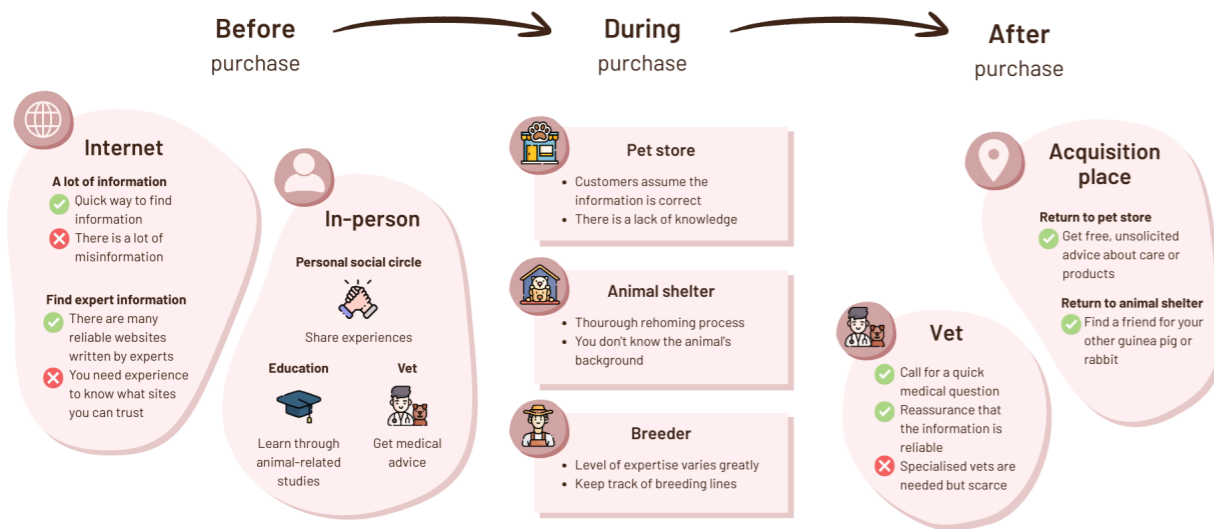 Before
purchase
During
purchase
After
purchase
Internet
A lot of information
Quick way to find
information
There is a lot of
misinformation
Find expert information
There are many
reliable websites
written by experts
You need experience
to know what sites
you can trust
In-person
Personal social circle
Share experiences
Education
Learn through
animal-related
studies
Vet
Get medical
advice
Pet store
• Customers assume the
information is correct
• There is a lack of knowledge
Animal shelter
• Thourough rehoming process
• You don't know the animal's
background
Breeder
• Level of expertise varies greatly
• Keep track of breeding lines
Vet
Call for a quick
medical question
Reassurance that
the information is
reliable
Specialised vets are
needed but scarce
Acquisition
place
Return to pet store
Get free, unsolicited
advice about care or
products
Return to animal shelter
Find a friend for your
other guinea pig or
rabbit